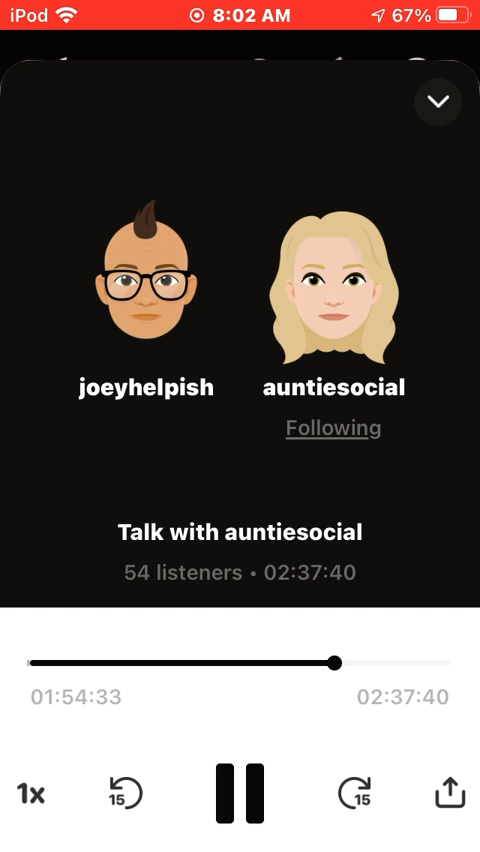 iPod 8:02 AM 67%
joeyhelpish auntiesocial
Following
Talk with auntiesocial
54 listeners • 02:37:40
01:54:33 02:37:40
1x 15 15